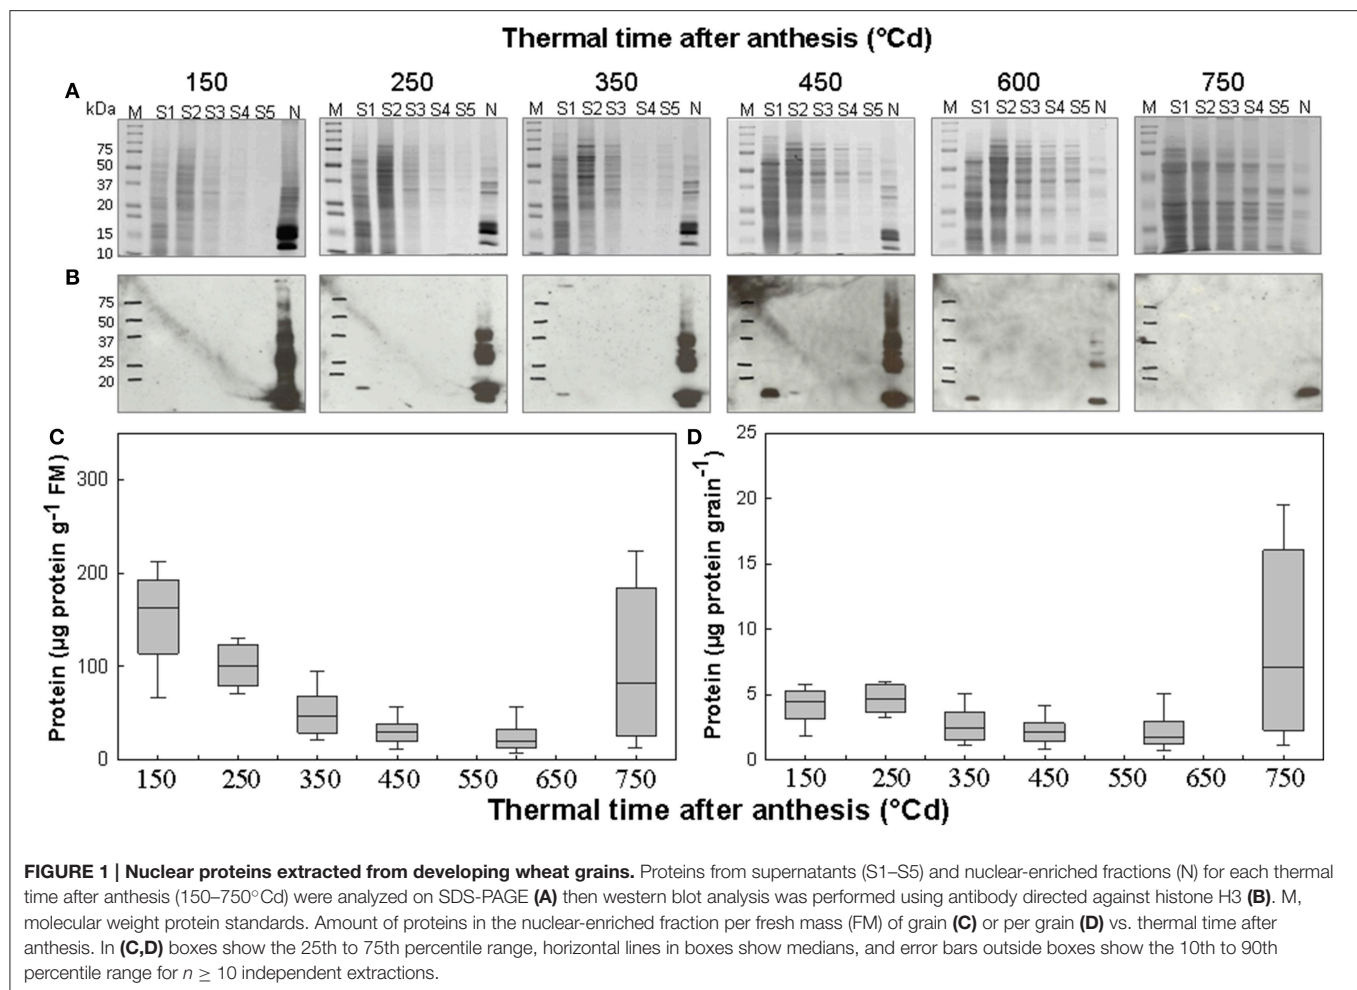 Thermal time after anthesis (°Cd)
150 250 350 450 600 750
A
kDa M S1 S2 S3 S4 S5 N M S1 S2 S3 S4 S5 N M S1 S2 S3 S4 S5 N M S1 S2 S3 S4 S5 N M S1 S2 S3 S4 S5 N M S1 S2 S3 S4 S5 N
75
50
37
20
15
10
B
75
50
37
25
20
C
Protein (µg protein g-1 FM)
300
200
100
0
150 250 350 450 550 650 750
D
Protein (µg protein grain-1)
25
20
15
10
5
0
150 250 350 450 550 650 750
Thermal time after anthesis (°Cd)
FIGURE 1 | Nuclear proteins extracted from developing wheat grains. Proteins from supernatants (S1–S5) and nuclear-enriched fractions (N) for each thermal
time after anthesis (150–750°Cd) were analyzed on SDS-PAGE (A) then western blot analysis was performed using antibody directed against histone H3 (B). M,
molecular weight protein standards. Amount of proteins in the nuclear-enriched fraction per fresh mass (FM) of grain (C) or per grain (D) vs. thermal time after
anthesis. In (C,D) boxes show the 25th to 75th percentile range, horizontal lines in boxes show medians, and error bars outside boxes show the 10th to 90th
percentile range for n ≥ 10 independent extractions.